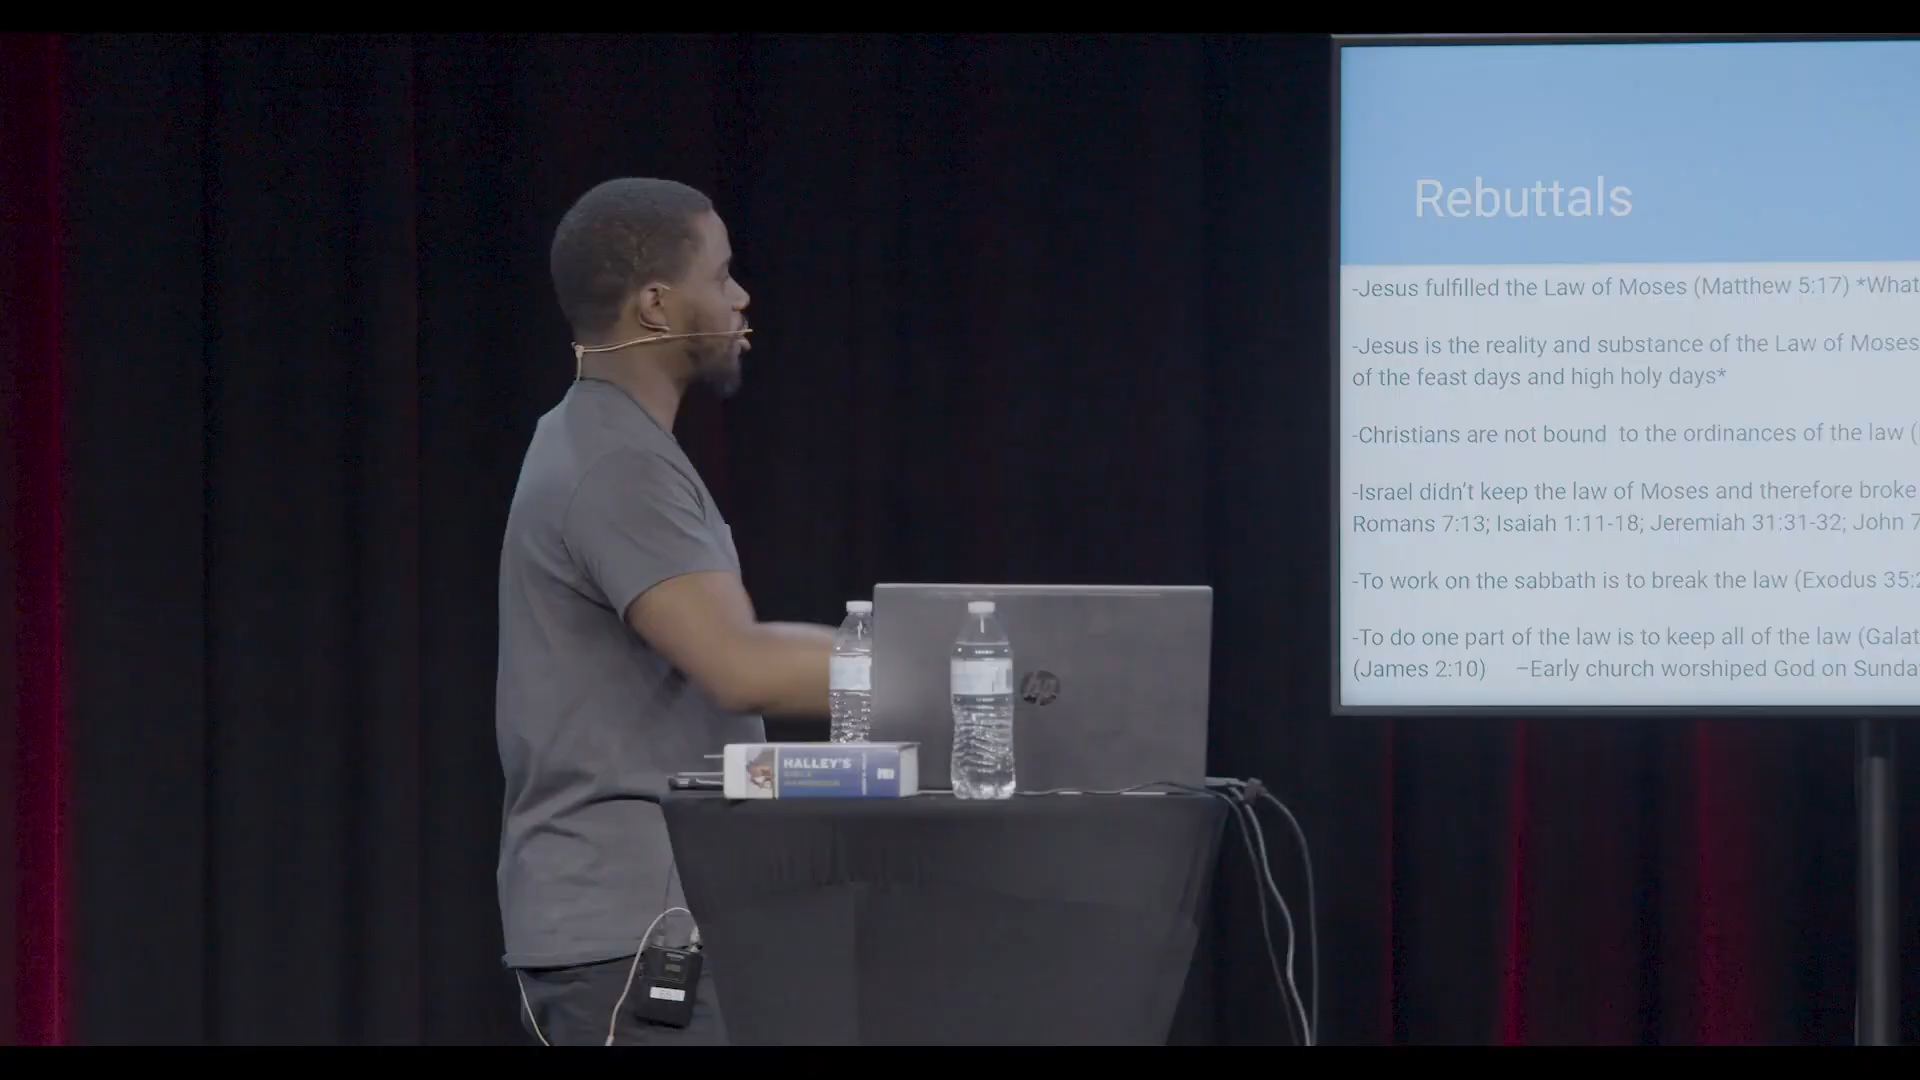 Rebuttals
-Jesus fulfilled the Law of Moses (Matthew 5:17) *What
-Jesus is the reality and substance of the Law of Moses
of the feast days and high holy days*
-Christians are not bound  to the ordinances of the law (
-Israel didn't keep the law of Moses and therefore broke
Romans 7:13; Isaiah 1:11-18; Jeremiah 31:31-32; John 7
-To work on the sabbath is to break the law (Exodus 35:2
-To do one part of the law is to keep all of the law (Galat
(James 2:10)    –Early church worshiped God on Sunda
hp
HALLEY'S